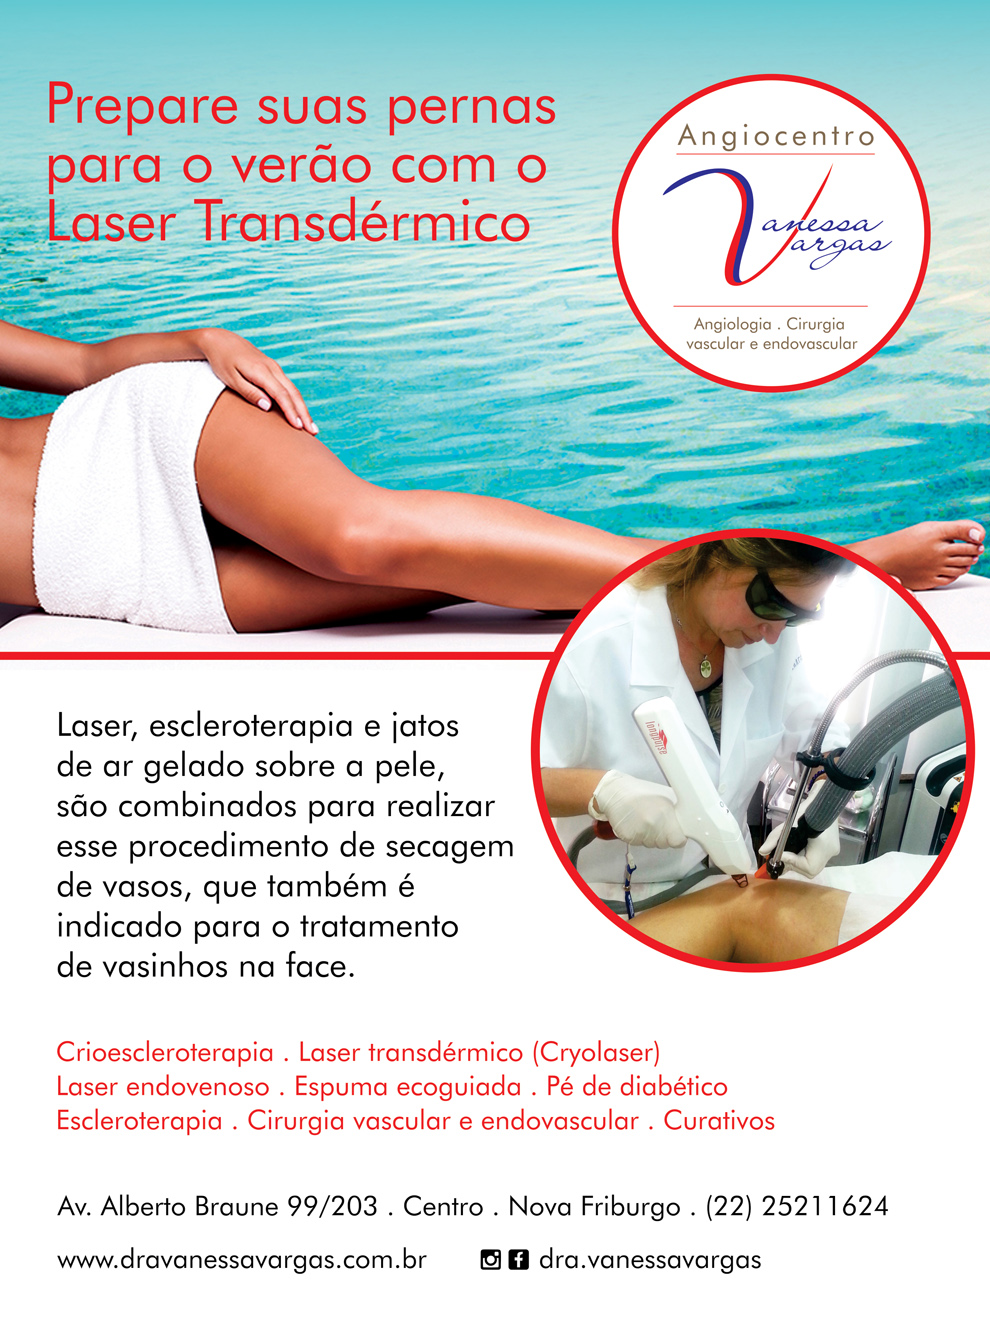 Prepare suas pernas
para o verão com o
Laser Transdérmico
Angiocentro
Vanessa
Vargas
Angiologia . Cirurgia
vascular e endovascular
longpulse
Laser, escleroterapia e jatos
de ar gelado sobre a pele,
são combinados para realizar
esse procedimento de secagem
de vasos, que também é
indicado para o tratamento
de vasinhos na face.
Crioescleroterapia . Laser transdérmico (Cryolaser)
Laser endovenoso . Espuma ecoguiada . Pé de diabético
Escleroterapia . Cirurgia vascular e endovascular . Curativos
Av. Alberto Braune 99/203 . Centro . Nova Friburgo . (22) 25211624
www.dravanessavargas.com.br
dra.vanessavargas